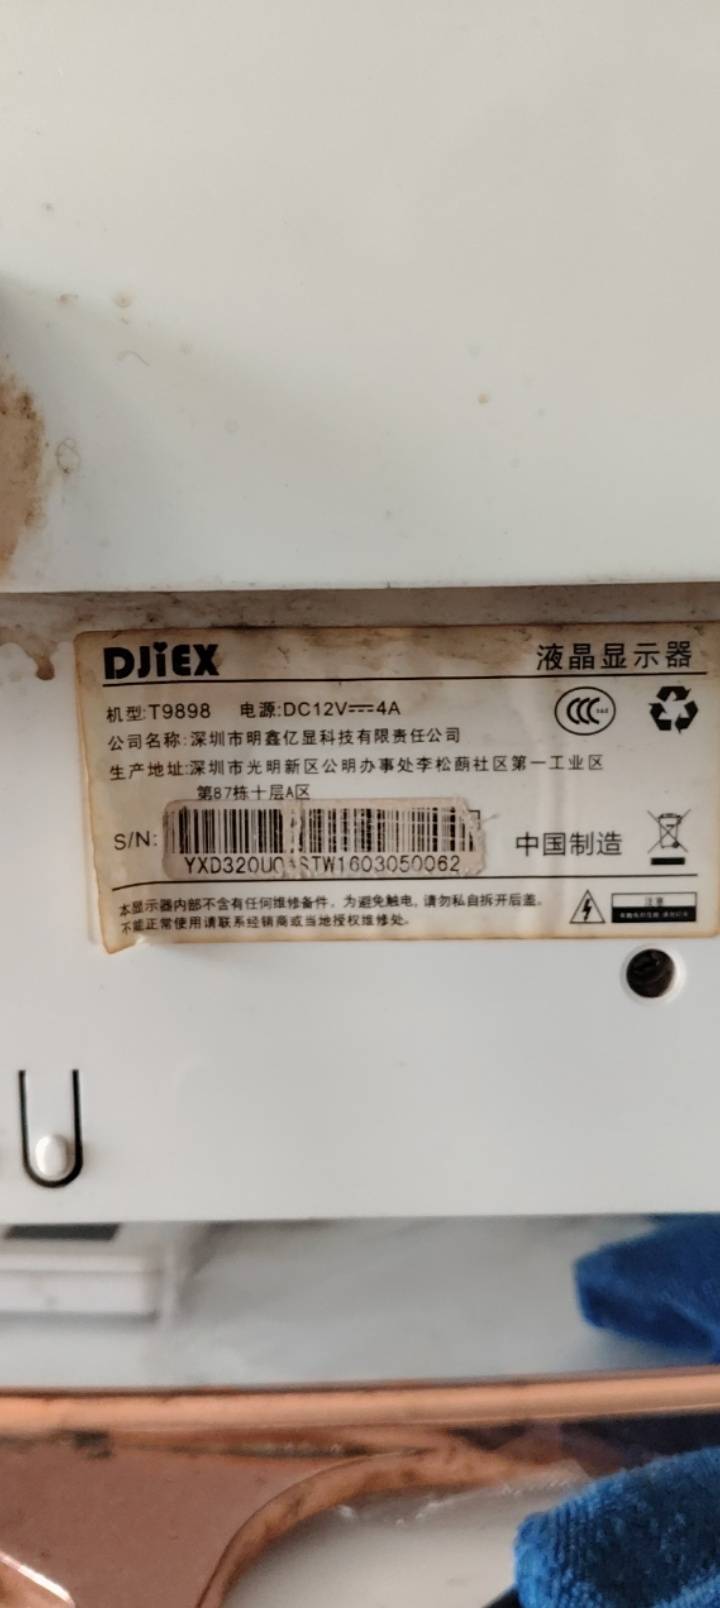 DJiEX 液晶显示器
机型:T9898 电源:DC12V⎓4A
公司名称:深圳市明鑫亿显科技有限责任公司
生产地址:深圳市光明新区公明办事处李松蓢社区第一工业区
第87栋十层A区
S/N:
中国制造
本显示器内部不含有任何维修备件，为避免触电，请勿私自拆开后盖。
不能正常使用请联系经销商或当地授权维修处。
注意